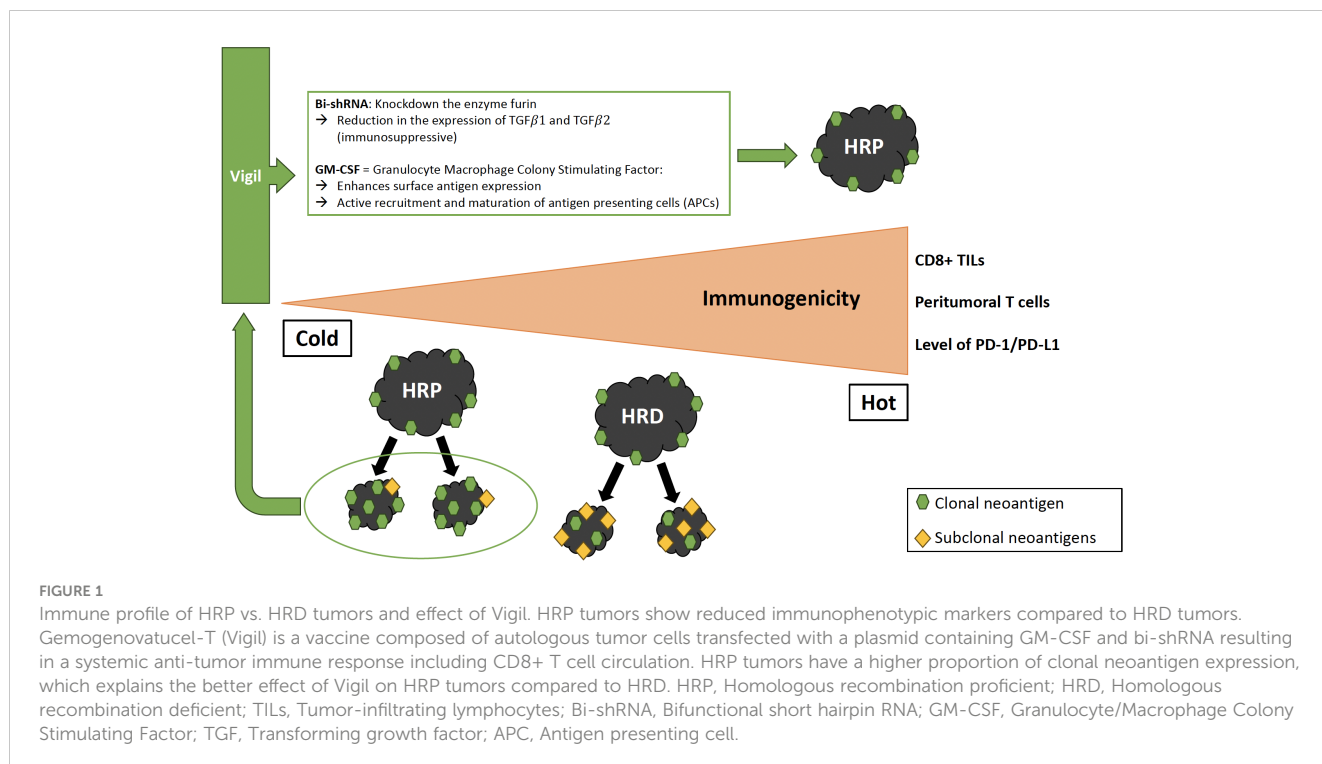 Vigil
Bi-shRNA: Knockdown the enzyme furin
→ Reduction in the expression of TGFβ1 and TGFβ2
(immunosuppressive)
GM-CSF = Granulocyte Macrophage Colony Stimulating Factor:
→ Enhances surface antigen expression
→ Active recruitment and maturation of antigen presenting cells (APCs)
HRP
Immunogenicity
CD8+ TILs
Peritumoral T cells
Level of PD-1/PD-L1
Cold
Hot
HRP
HRD
Clonal neoantigen
Subclonal neoantigens
FIGURE 1
Immune profile of HRP vs. HRD tumors and effect of Vigil. HRP tumors show reduced immunophenotypic markers compared to HRD tumors.
Gemogenovatucel-T (Vigil) is a vaccine composed of autologous tumor cells transfected with a plasmid containing GM-CSF and bi-shRNA resulting
in a systemic anti-tumor immune response including CD8+ T cell circulation. HRP tumors have a higher proportion of clonal neoantigen expression,
which explains the better effect of Vigil on HRP tumors compared to HRD. HRP, Homologous recombination proficient; HRD, Homologous
recombination deficient; TILs, Tumor-infiltrating lymphocytes; Bi-shRNA, Bifunctional short hairpin RNA; GM-CSF, Granulocyte/Macrophage Colony
Stimulating Factor; TGF, Transforming growth factor; APC, Antigen presenting cell.